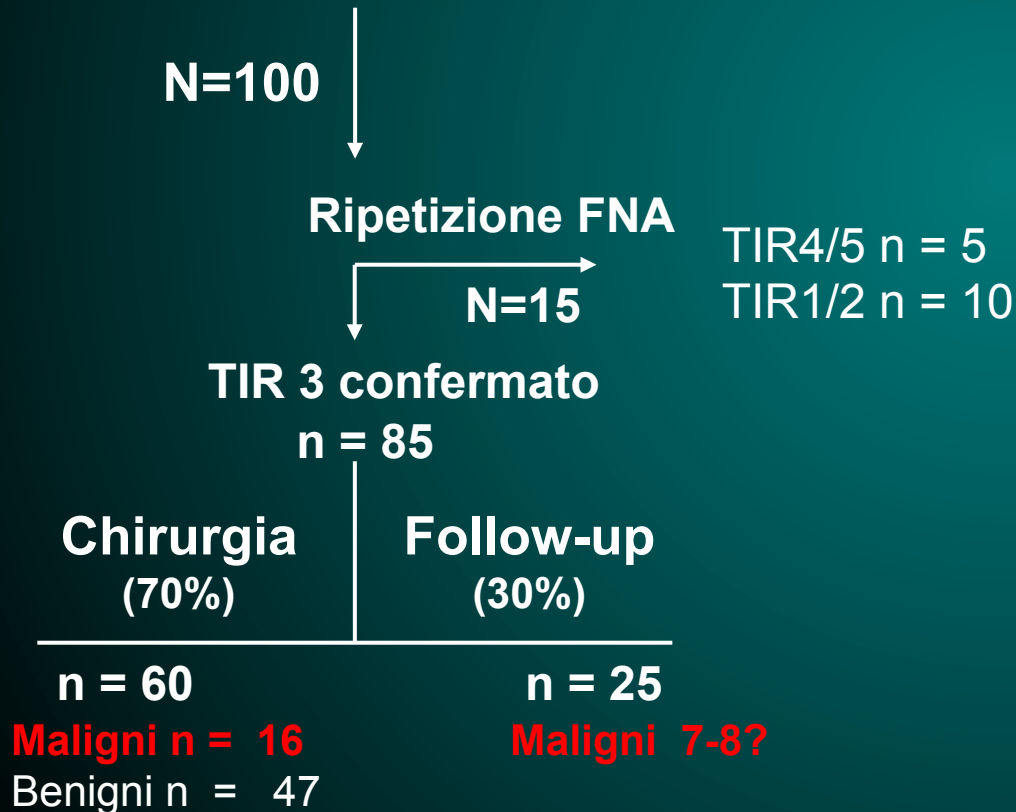 N=100
Ripetizione FNA
TIR4/5 n = 5
N=15
TIR1/2 n = 10
TIR 3 confermato
n = 85
Chirurgia
(70%)
Follow-up
(30%)
n = 60
n = 25
Maligni n = 16
Maligni 7-8?
Benigni n = 47